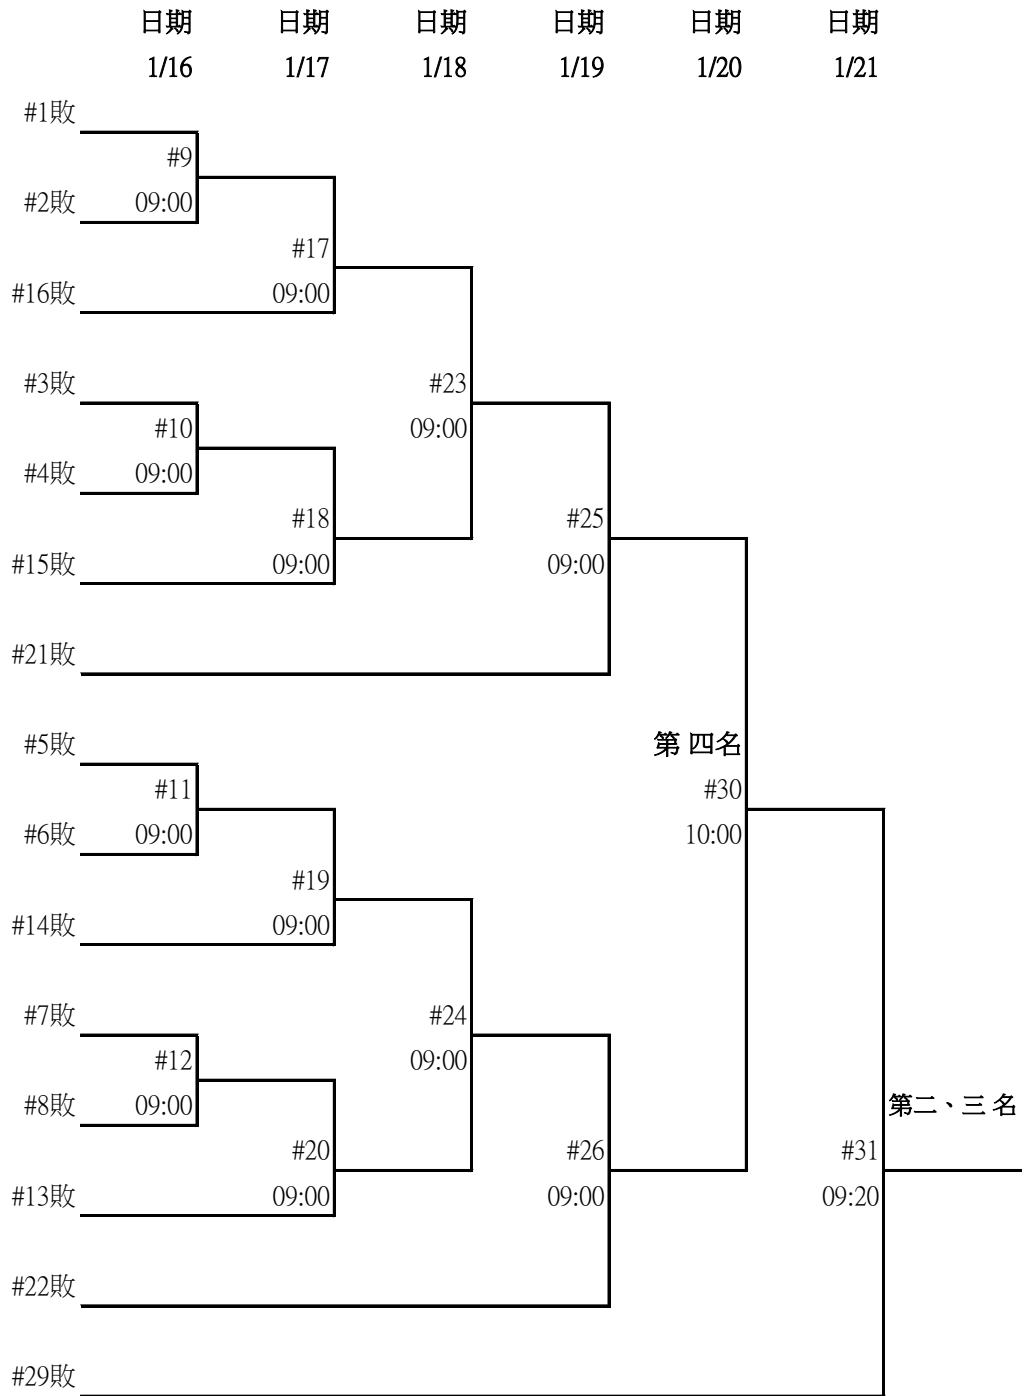 日期 日期 日期 日期 日期 日期
1/16 1/17 1/18 1/19 1/20 1/21
#1敗
#9
#2敗 09:00
#17
#16敗 09:00
#3敗 #23
#10 09:00
#4敗 09:00
#18 #25
#15敗 09:00 09:00
#21敗
#5敗 第 四名
#11 #30
#6敗 09:00 10:00
#19
#14敗 09:00
#7敗 #24
#12 09:00
#8敗 09:00 第二、三 名
#20 #26 #31
#13敗 09:00 09:00 09:20
#22敗
#29敗